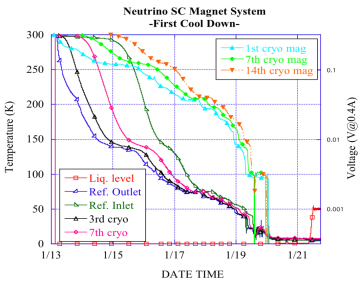 Neutrino SC Magnet System
-First Cool Down-
300
250
200
150
100
50
0
Temperature (K)
1st cryo mag
7th cryo mag
14th cryo mag
Liq. level
Ref. Outlet
Ref. Inlet
3rd cryo
7th cryo
0.1
0.01
0.001
Voltage (V@0.4A)
1/13 1/15 1/17 1/19 1/21
DATE TIME